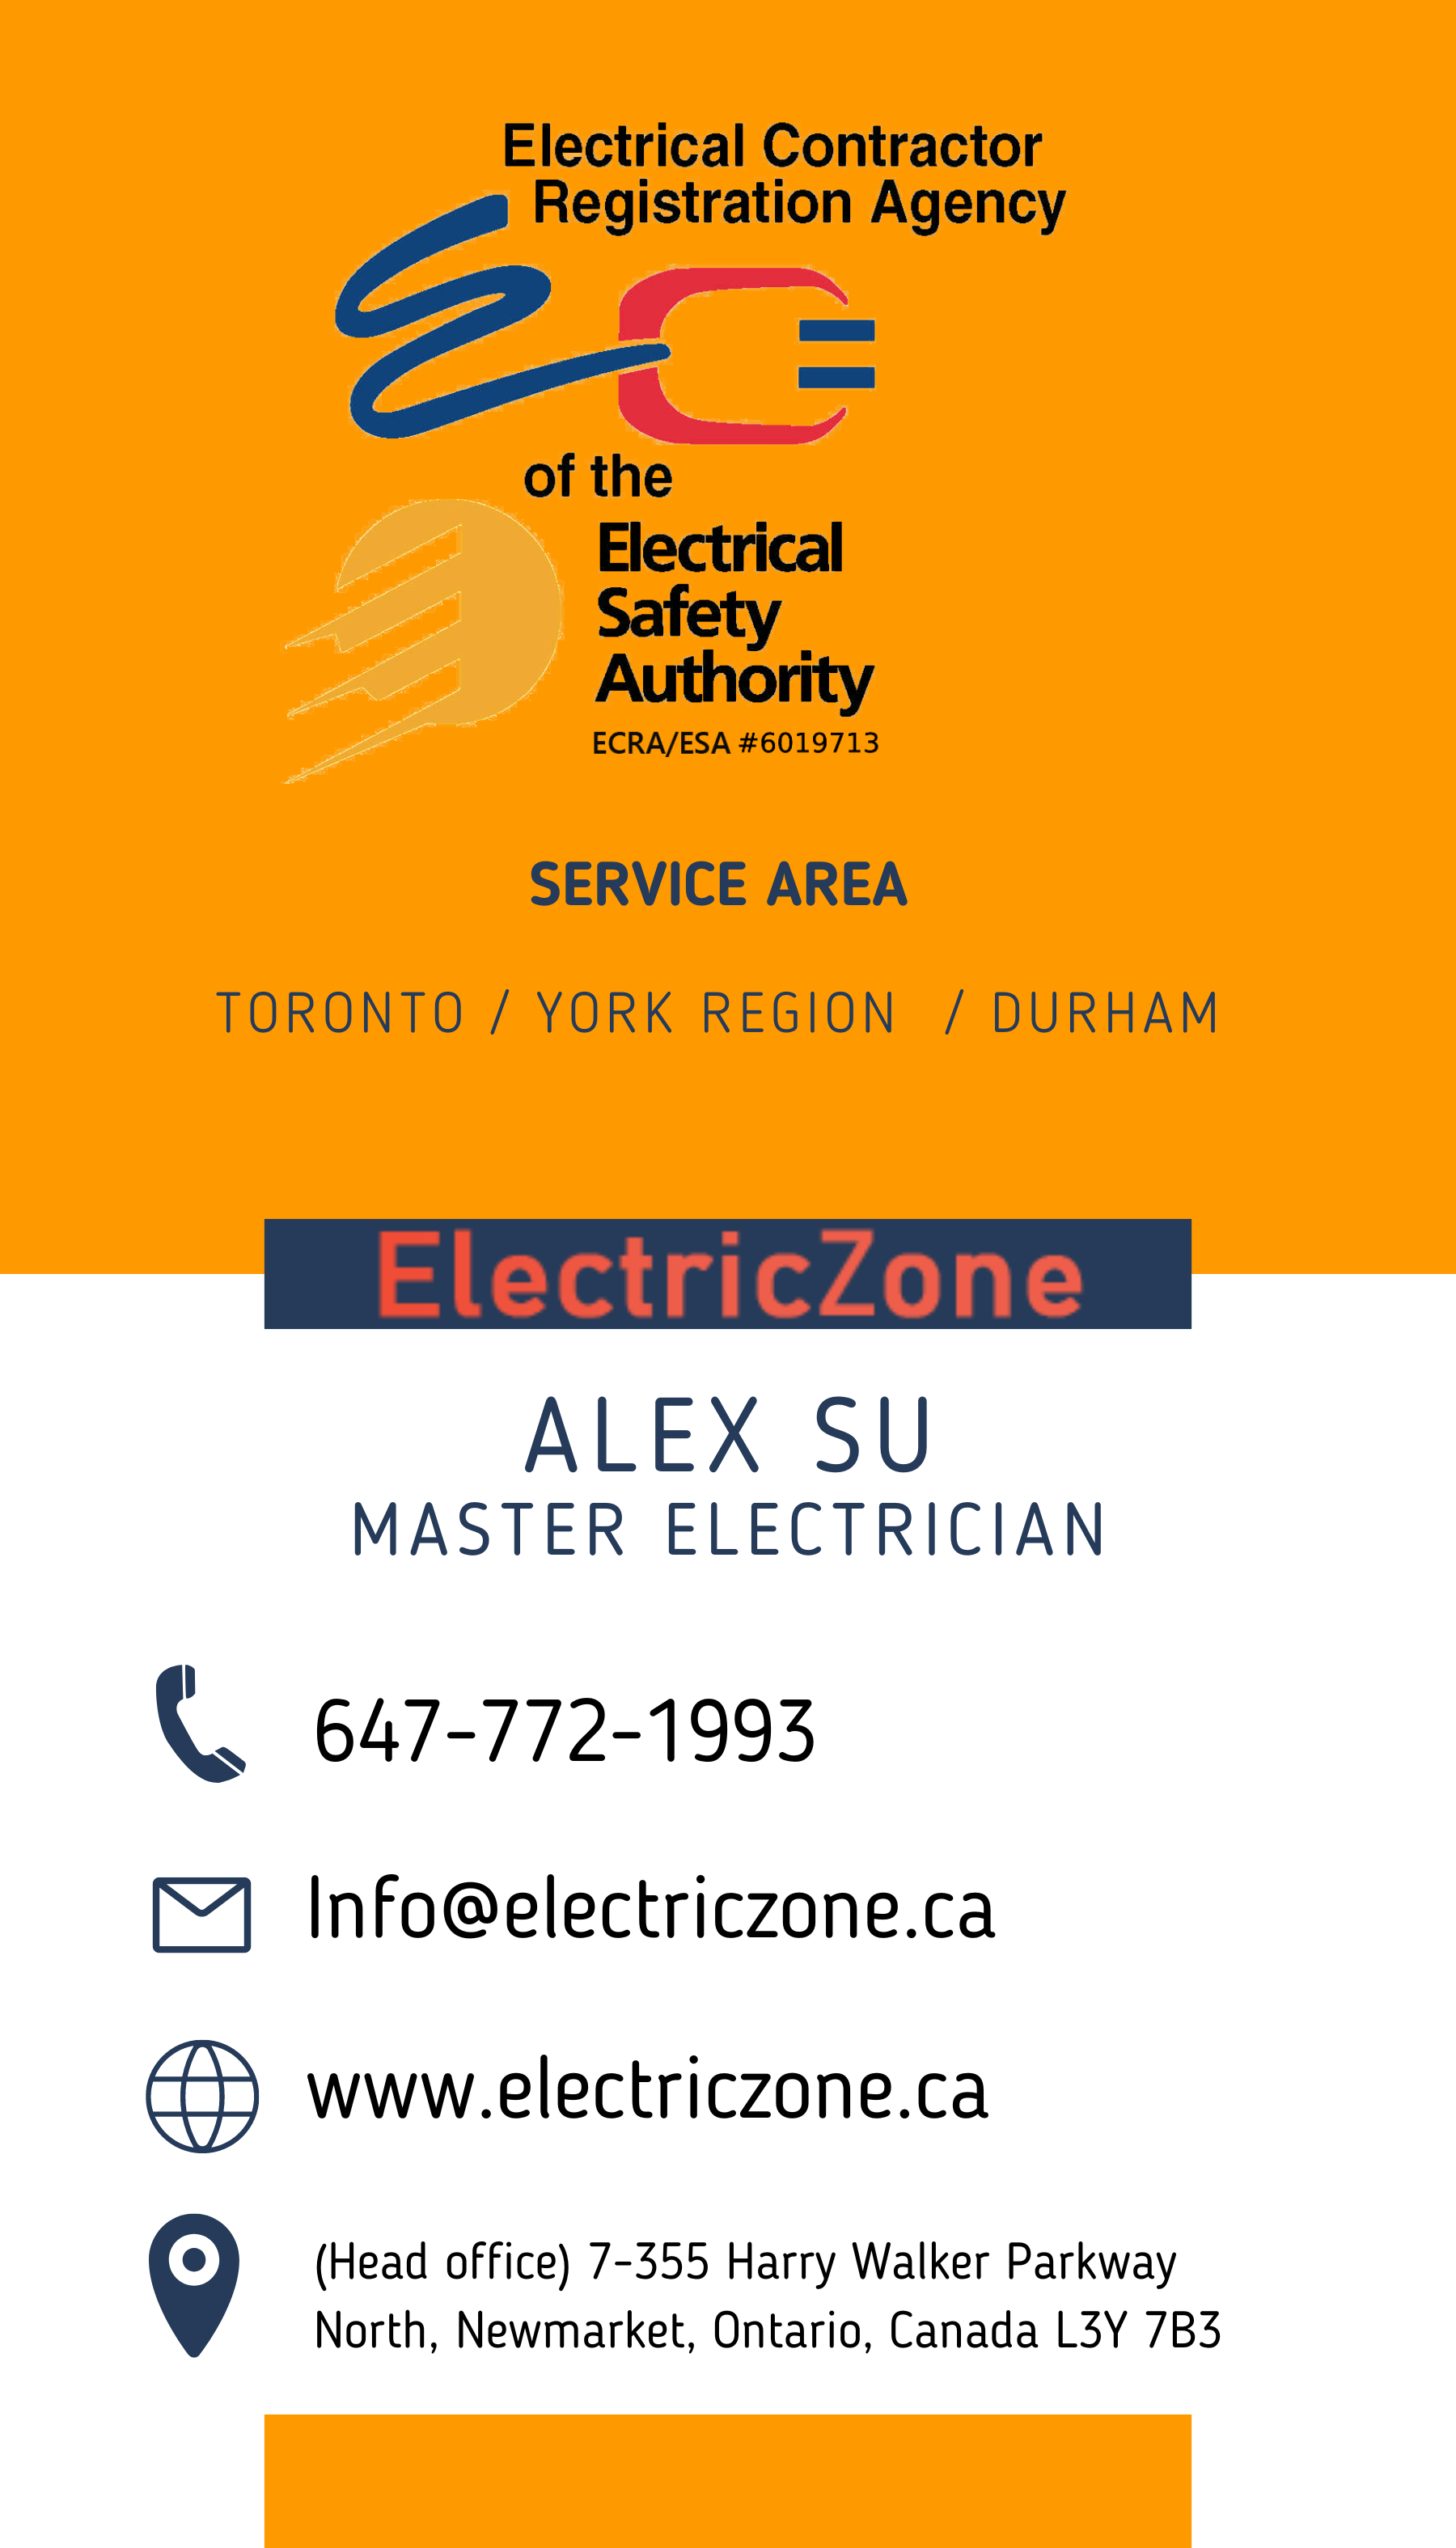 Electrical Contractor
Registration Agency
of the
Electrical
Safety
Authority
ECRA/ESA #6019713
SERVICE AREA
TORONTO / YORK REGION / DURHAM
ElectricZone
ALEX SU
MASTER ELECTRICIAN
647-772-1993
Info@electriczone.ca
www.electriczone.ca
(Head office) 7-355 Harry Walker Parkway
North, Newmarket, Ontario, Canada L3Y 7B3